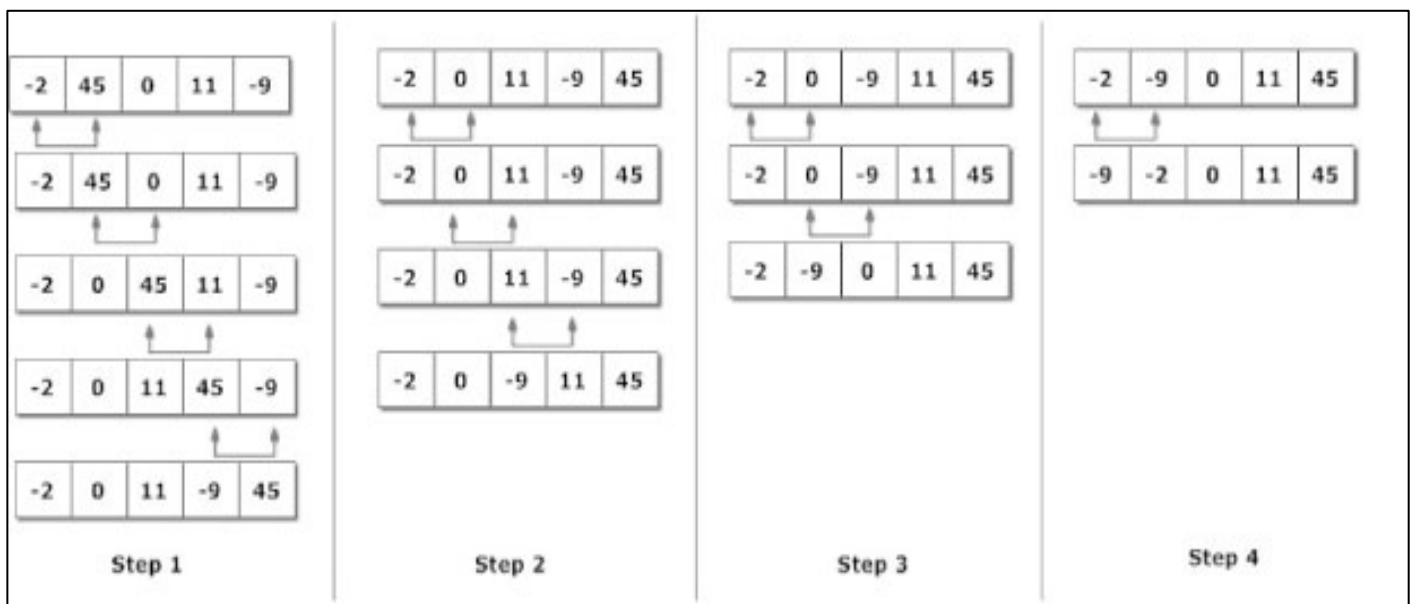 -2 45 0 11 -9
-2 45 0 11 -9
-2 0 45 11 -9
-2 0 11 45 -9
-2 0 11 -9 45
Step 1
-2 0 11 -9 45
-2 0 11 -9 45
-2 0 11 -9 45
-2 0 -9 11 45
Step 2
-2 0 -9 11 45
-2 0 -9 11 45
-2 -9 0 11 45
Step 3
-2 -9 0 11 45
-9 -2 0 11 45
Step 4